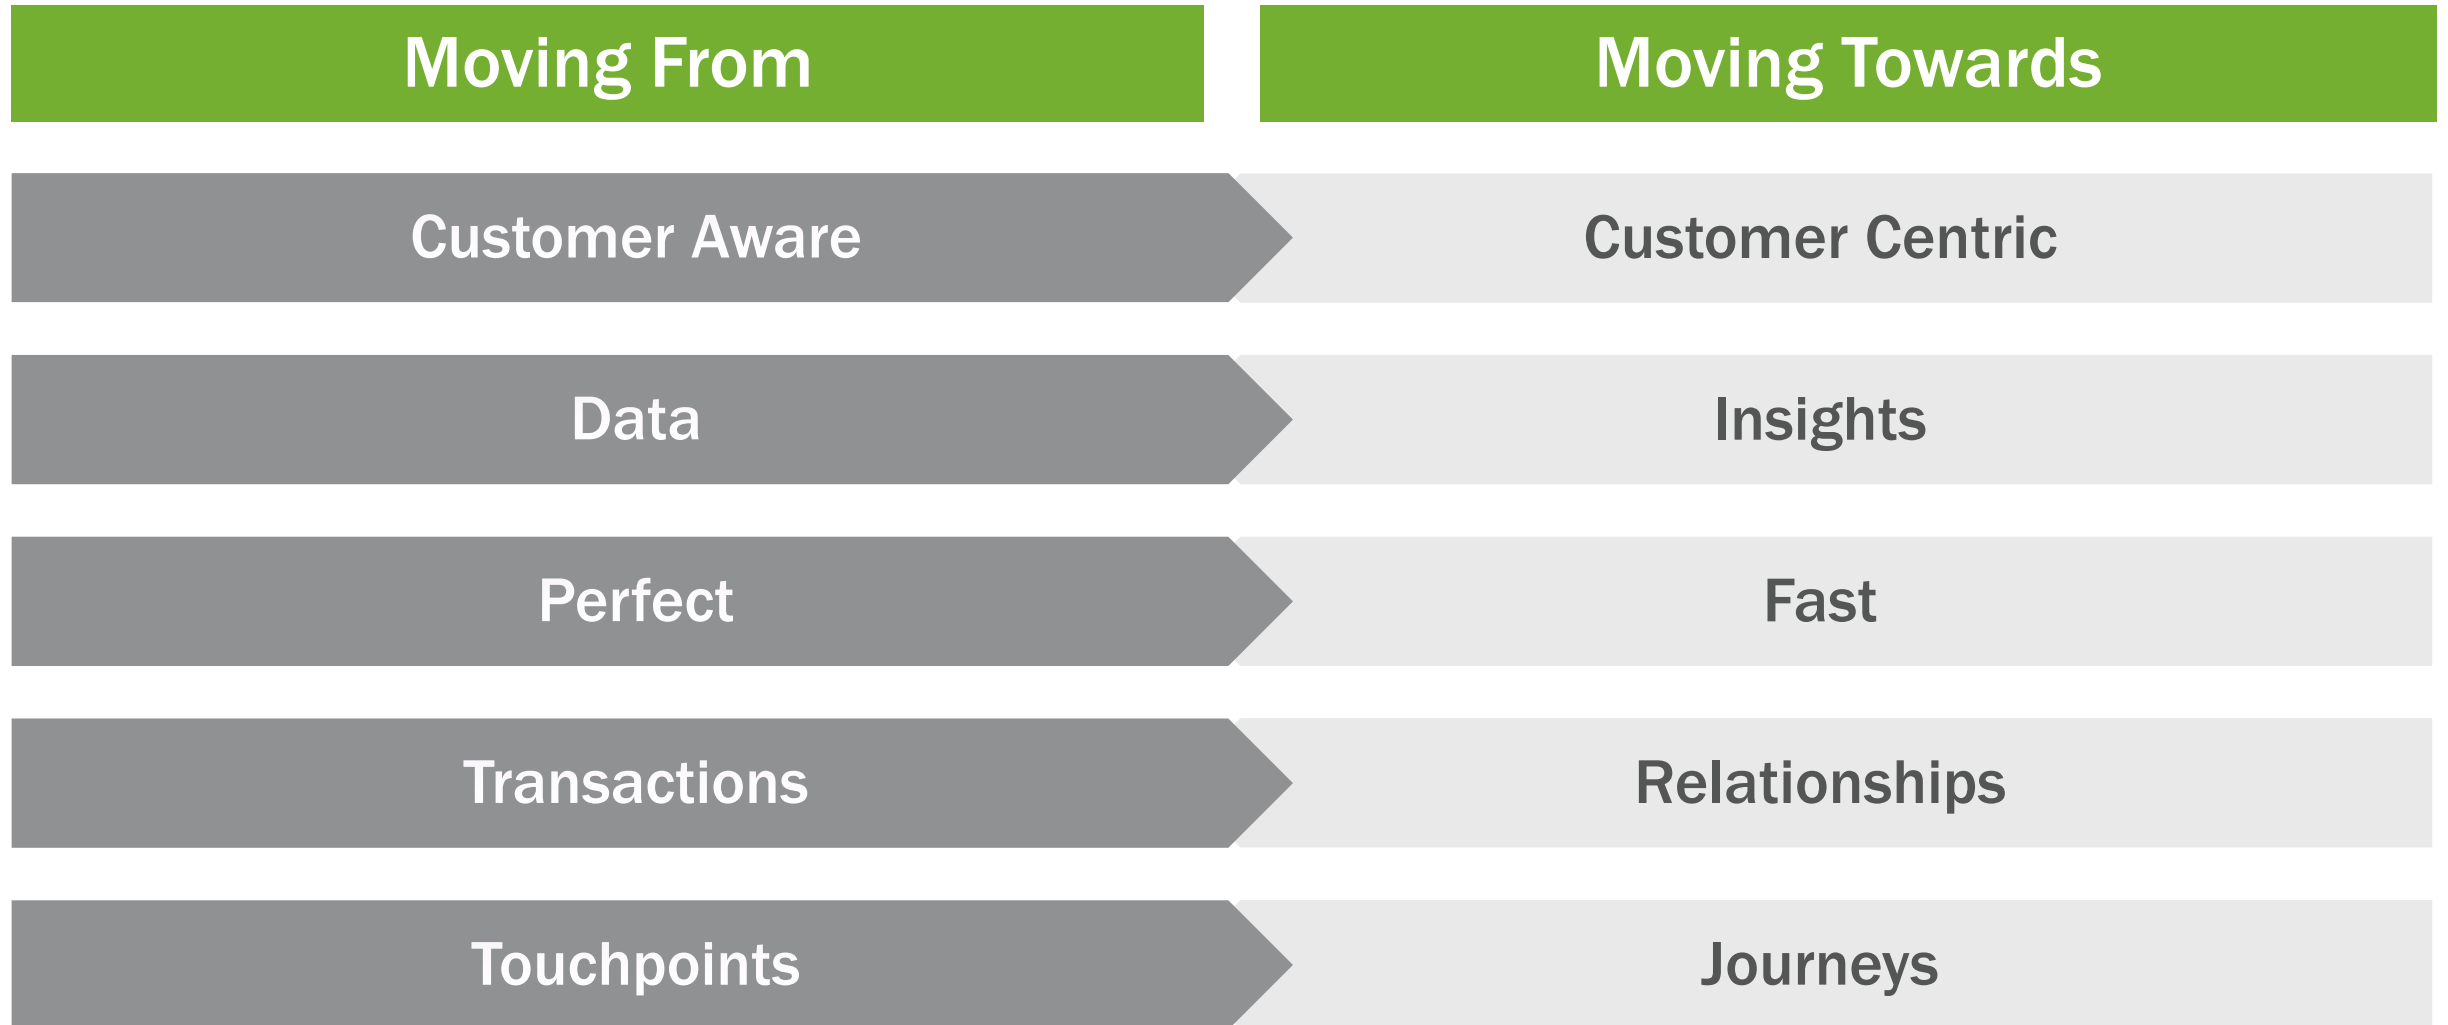 Moving From
Moving Towards
Customer Aware
Customer Centric
Data
Insights
Perfect
Fast
Transactions
Relationships
Touchpoints
Journeys